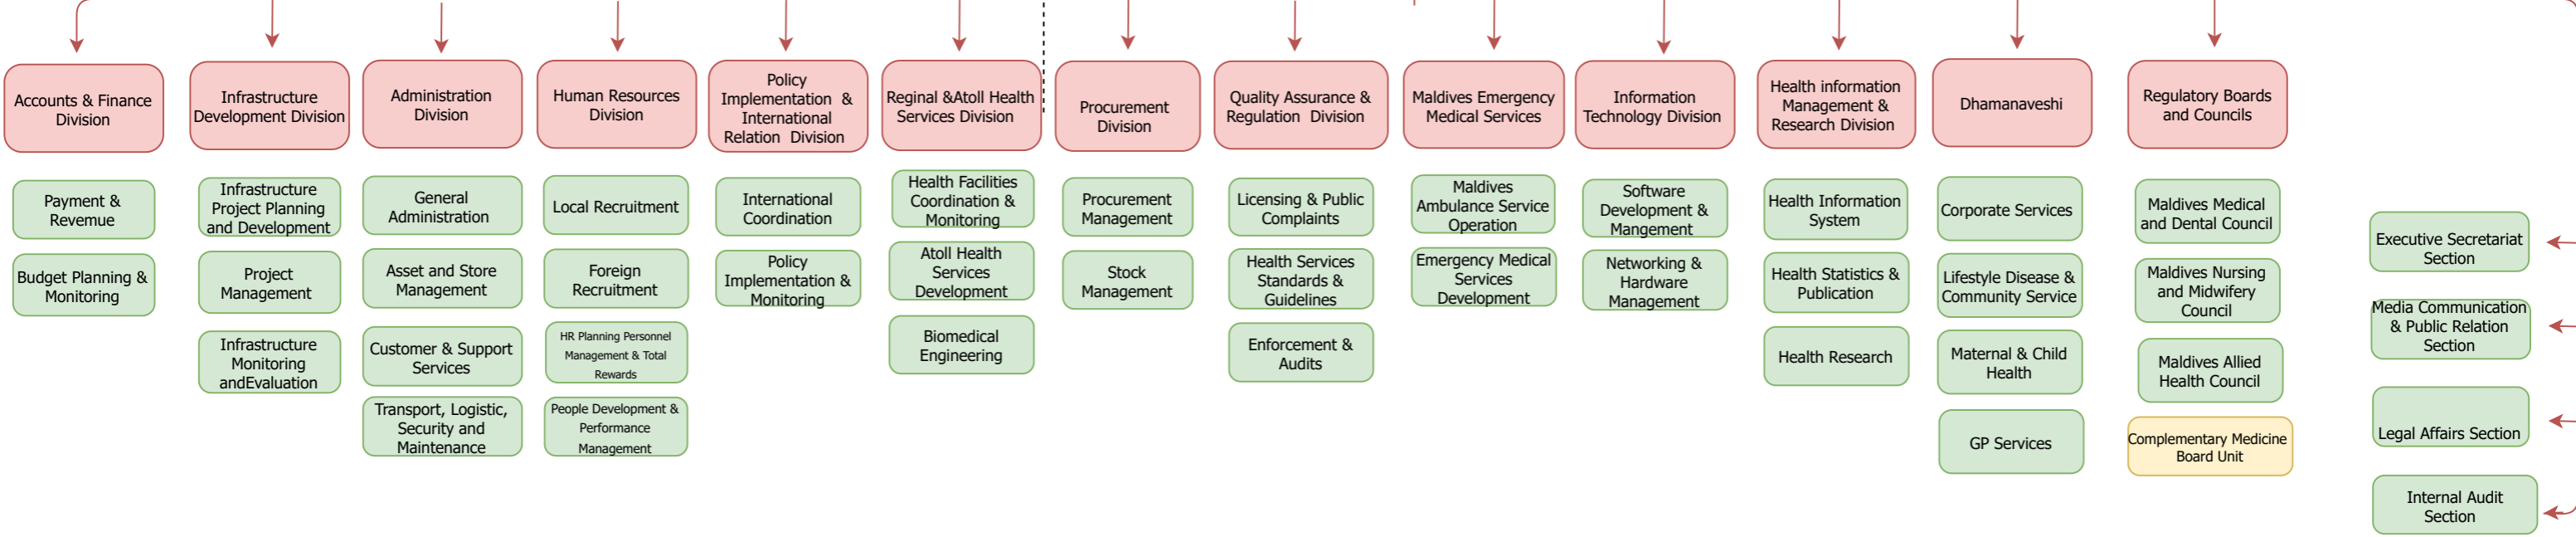 Accounts & Finance
Division
Payment &
Revenue
Budget Planning &
Monitoring
Infrastructure
Development Division
Infrastructure
Project Planning
and Development
Project
Management
Infrastructure
Monitoring
andEvaluation
Administration
Division
General
Administration
Asset and Store
Management
Customer & Support
Services
Transport, Logistic,
Security and
Maintenance
Human Resources
Division
Local Recruitment
Foreign
Recruitment
HR Planning Personnel
Management & Total
Rewards
People Development &
Performance
Management
Policy
Implementation &
International
Relation Division
International
Coordination
Policy
Implementation &
Monitoring
Reginal &Atoll Health
Services Division
Health Facilities
Coordination &
Monitoring
Atoll Health
Services
Development
Biomedical
Engineering
Procurement
Division
Procurement
Management
Stock
Management
Quality Assurance &
Regulation Division
Licensing & Public
Complaints
Health Services
Standards &
Guidelines
Enforcement &
Audits
Maldives Emergency
Medical Services
Maldives
Ambulance Service
Operation
Emergency Medical
Services
Development
Information
Technology Division
Software
Development &
Mangement
Networking &
Hardware
Management
Health information
Management &
Research Division
Health Information
System
Health Statistics &
Publication
Health Research
Dhamanaveshi
Corporate Services
Lifestyle Disease &
Community Service
Maternal & Child
Health
GP Services
Regulatory Boards
and Councils
Maldives Medical
and Dental Council
Maldives Nursing
and Midwifery
Council
Maldives Allied
Health Council
Complementary Medicine
Board Unit
Executive Secretariat
Section
Media Communication
& Public Relation
Section
Legal Affairs Section
Internal Audit
Section